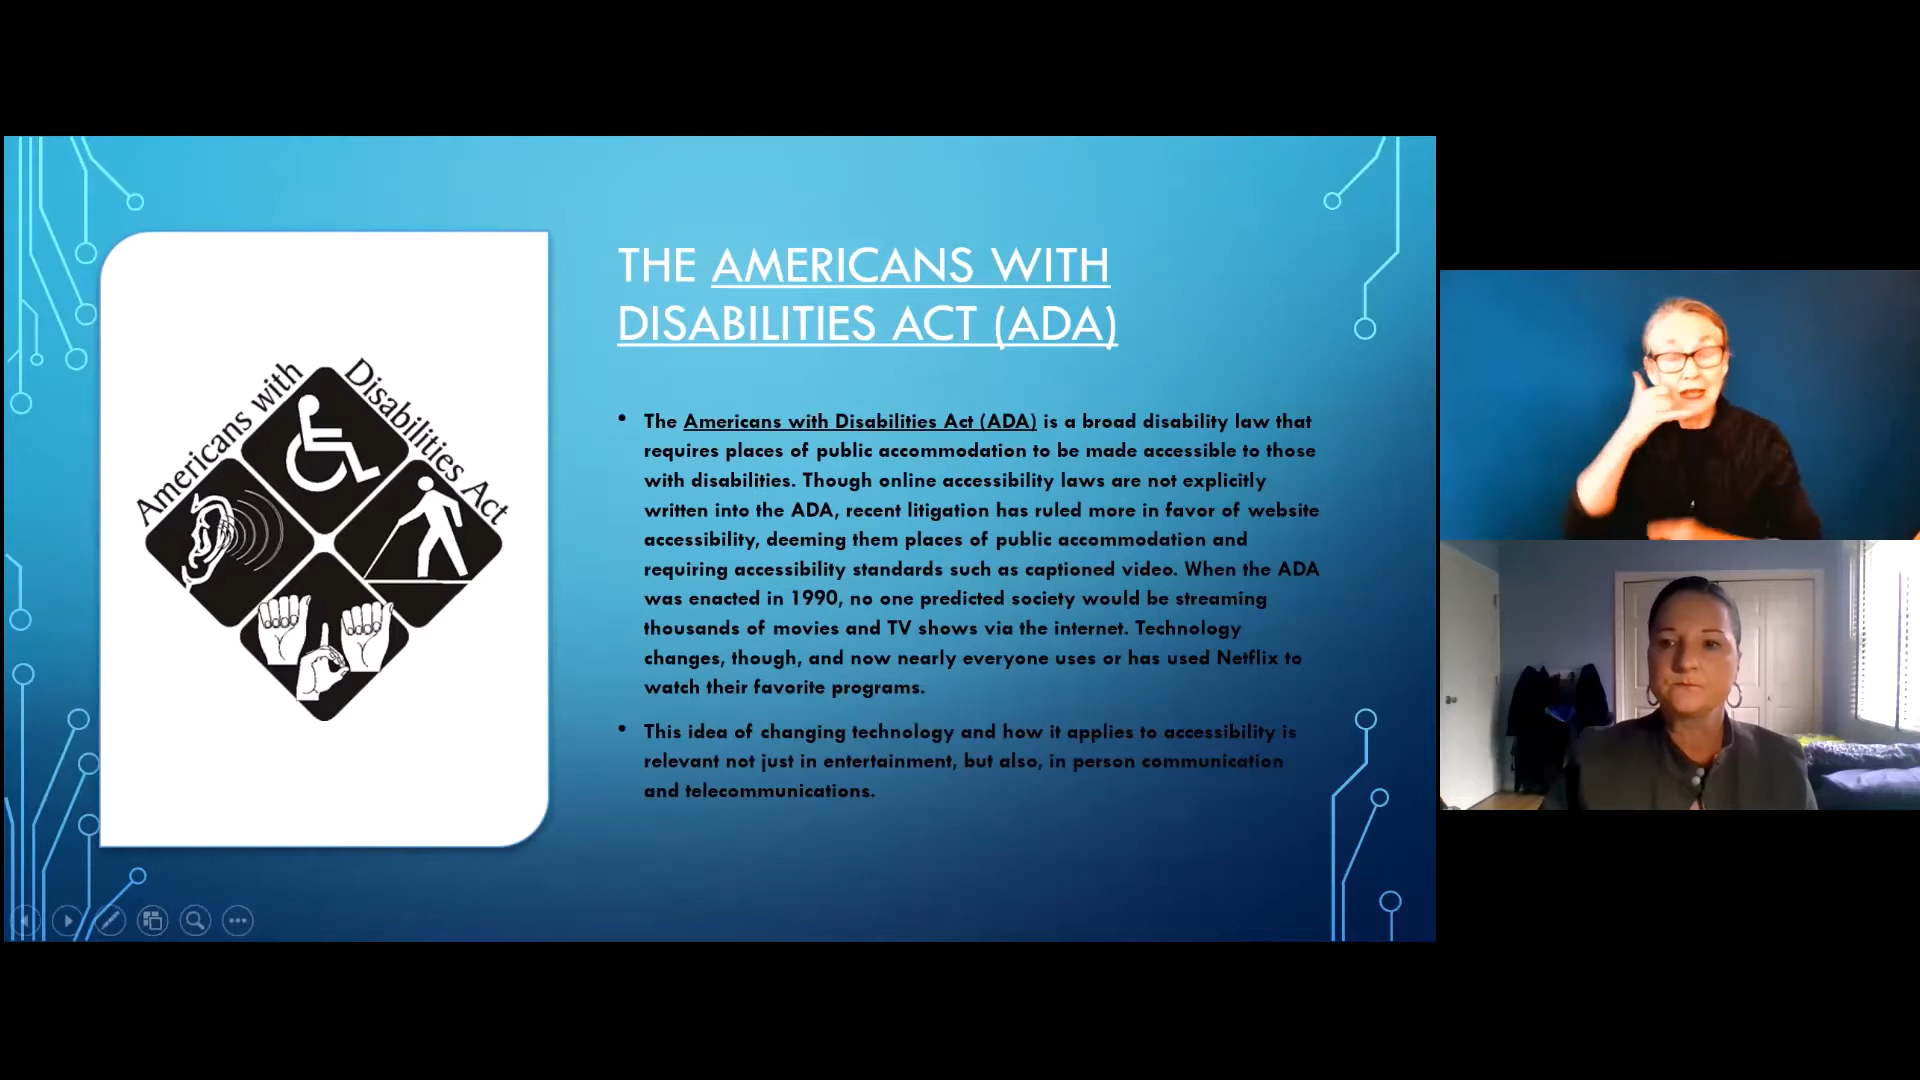 Americans with
Disabilities Act
THE AMERICANS WITH
DISABILITIES ACT (ADA)
• The Americans with Disabilities Act (ADA) is a broad disability law that
requires places of public accommodation to be made accessible to those
with disabilities. Though online accessibility laws are not explicitly
written into the ADA, recent litigation has ruled more in favor of website
accessibility, deeming them places of public accommodation and
requiring accessibility standards such as captioned video. When the ADA
was enacted in 1990, no one predicted society would be streaming
thousands of movies and TV shows via the internet. Technology
changes, though, and now nearly everyone uses or has used Netflix to
watch their favorite programs.
• This idea of changing technology and how it applies to accessibility is
relevant not just in entertainment, but also, in person communication
and telecommunications.